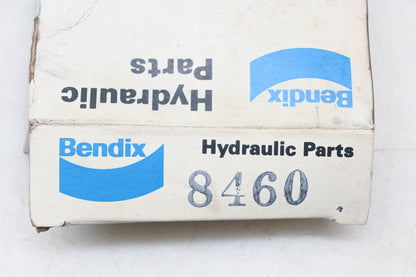 Hydraulic
Parts
Bendix
Bendix
Hydraulic Parts
8460